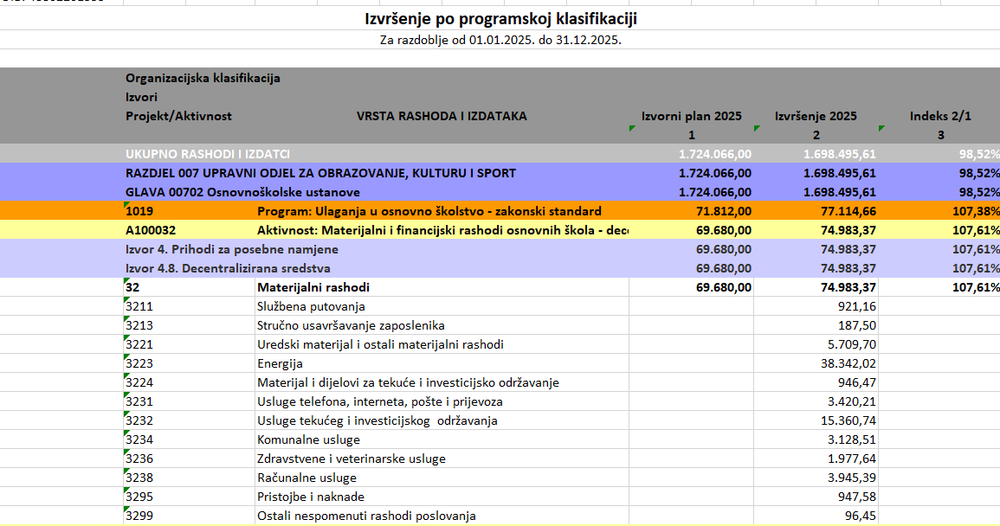 Izvršenje po programskoj klasifikaciji
Za razdoblje od 01.01.2025. do 31.12.2025.
Organizacijska klasifikacija
Izvori
Projekt/Aktivnost VRSTA RASHODA I IZDATAKA Izvorni plan 2025 Izvršenje 2025 Indeks 2/1
1 2 3
UKUPNO RASHODI I IZDATCI 1.724.066,00 1.698.495,61 98,52%
RAZDJEL 007 UPRAVNI ODJEL ZA OBRAZOVANJE, KULTURU I SPORT 1.724.066,00 1.698.495,61 98,52%
GLAVA 00702 Osnovnoškolske ustanove 1.724.066,00 1.698.495,61 98,52%
1019 Program: Ulaganja u osnovno školstvo - zakonski standard 71.812,00 77.114,66 107,38%
A100032 Aktivnost: Materijalni i financijski rashodi osnovnih škola - dec 69.680,00 74.983,37 107,61%
Izvor 4. Prihodi za posebne namjene 69.680,00 74.983,37 107,61%
Izvor 4.8. Decentralizirana sredstva 69.680,00 74.983,37 107,61%
32 Materijalni rashodi 69.680,00 74.983,37 107,61%
3211 Službena putovanja 921,16
3213 Stručno usavršavanje zaposlenika 187,50
3221 Uredski materijal i ostali materijalni rashodi 5.709,70
3223 Energija 38.342,02
3224 Materijal i dijelovi za tekuće i investicijsko održavanje 946,47
3231 Usluge telefona, interneta, pošte i prijevoza 3.420,21
3232 Usluge tekućeg i investicijskog  održavanja 15.360,74
3234 Komunalne usluge 3.128,51
3236 Zdravstvene i veterinarske usluge 1.977,64
3238 Računalne usluge 3.945,39
3295 Pristojbe i naknade 947,58
3299 Ostali nespomenuti rashodi poslovanja 96,45